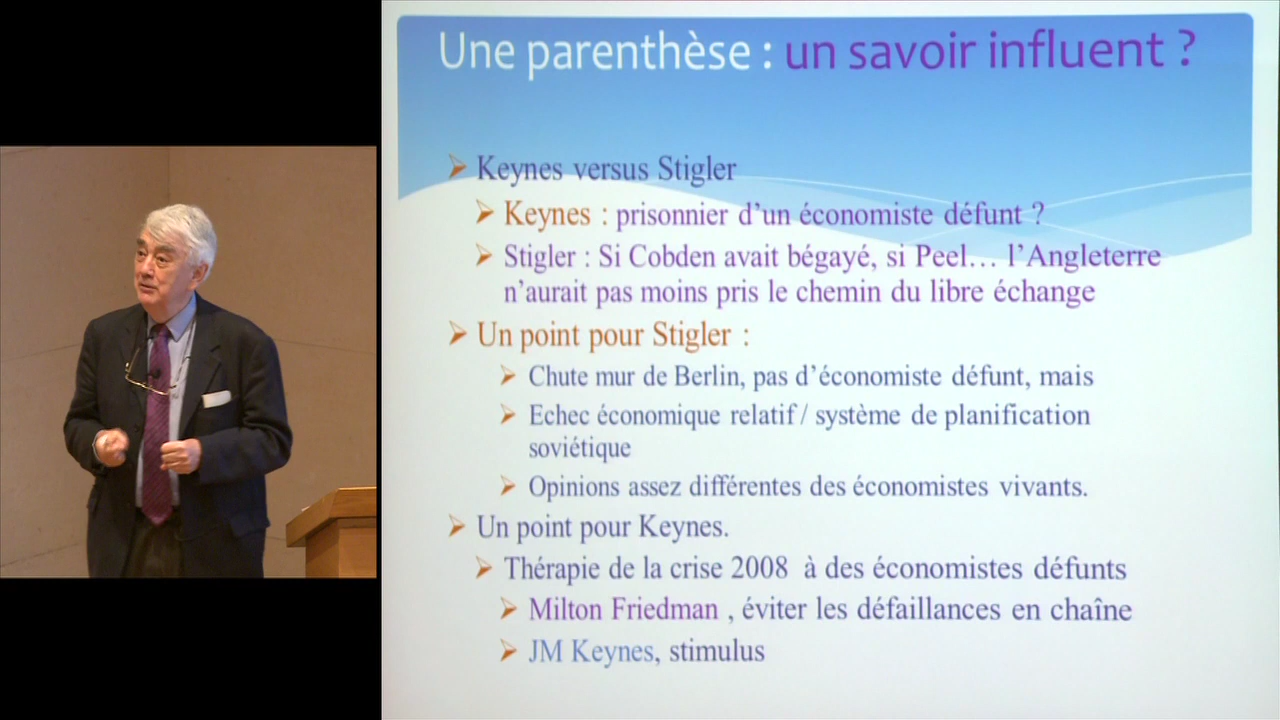 Une parenthèse : un savoir influent ?
Keynes versus Stigler
Keynes : prisonnier d'un économiste défunt ?
Stigler : Si Cobden avait bégayé, si Peel… l'Angleterre
n'aurait pas moins pris le chemin du libre échange
Un point pour Stigler :
Chute mur de Berlin, pas d'économiste défunt, mais
Echec économique relatif / système de planification
soviétique
Opinions assez différentes des économistes vivants.
Un point pour Keynes.
Thérapie de la crise 2008 à des économistes défunts
Milton Friedman , éviter les défaillances en chaîne
JM Keynes, stimulus